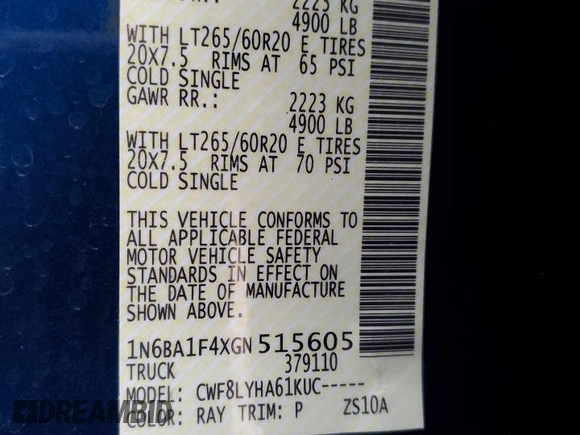 2223 KG
4900 LB
WITH LT265/60R20 E TIRES
20X7.5 RIMS AT 65 PSI
COLD SINGLE
GAWR RR.: 2223 KG
4900 LB
WITH LT265/60R20 E TIRES
20X7.5 RIMS AT 70 PSI
COLD SINGLE
THIS VEHICLE CONFORMS TO
ALL APPLICABLE FEDERAL
MOTOR VEHICLE SAFETY
STANDARDS IN EFFECT ON
THE DATE OF MANUFACTURE
SHOWN ABOVE.
1N6BA1F4XGN515605
TRUCK 379110
MODEL: CWF8LYHA61KUC-----
COLOR: RAY TRIM: P ZS10A
DREAMBID